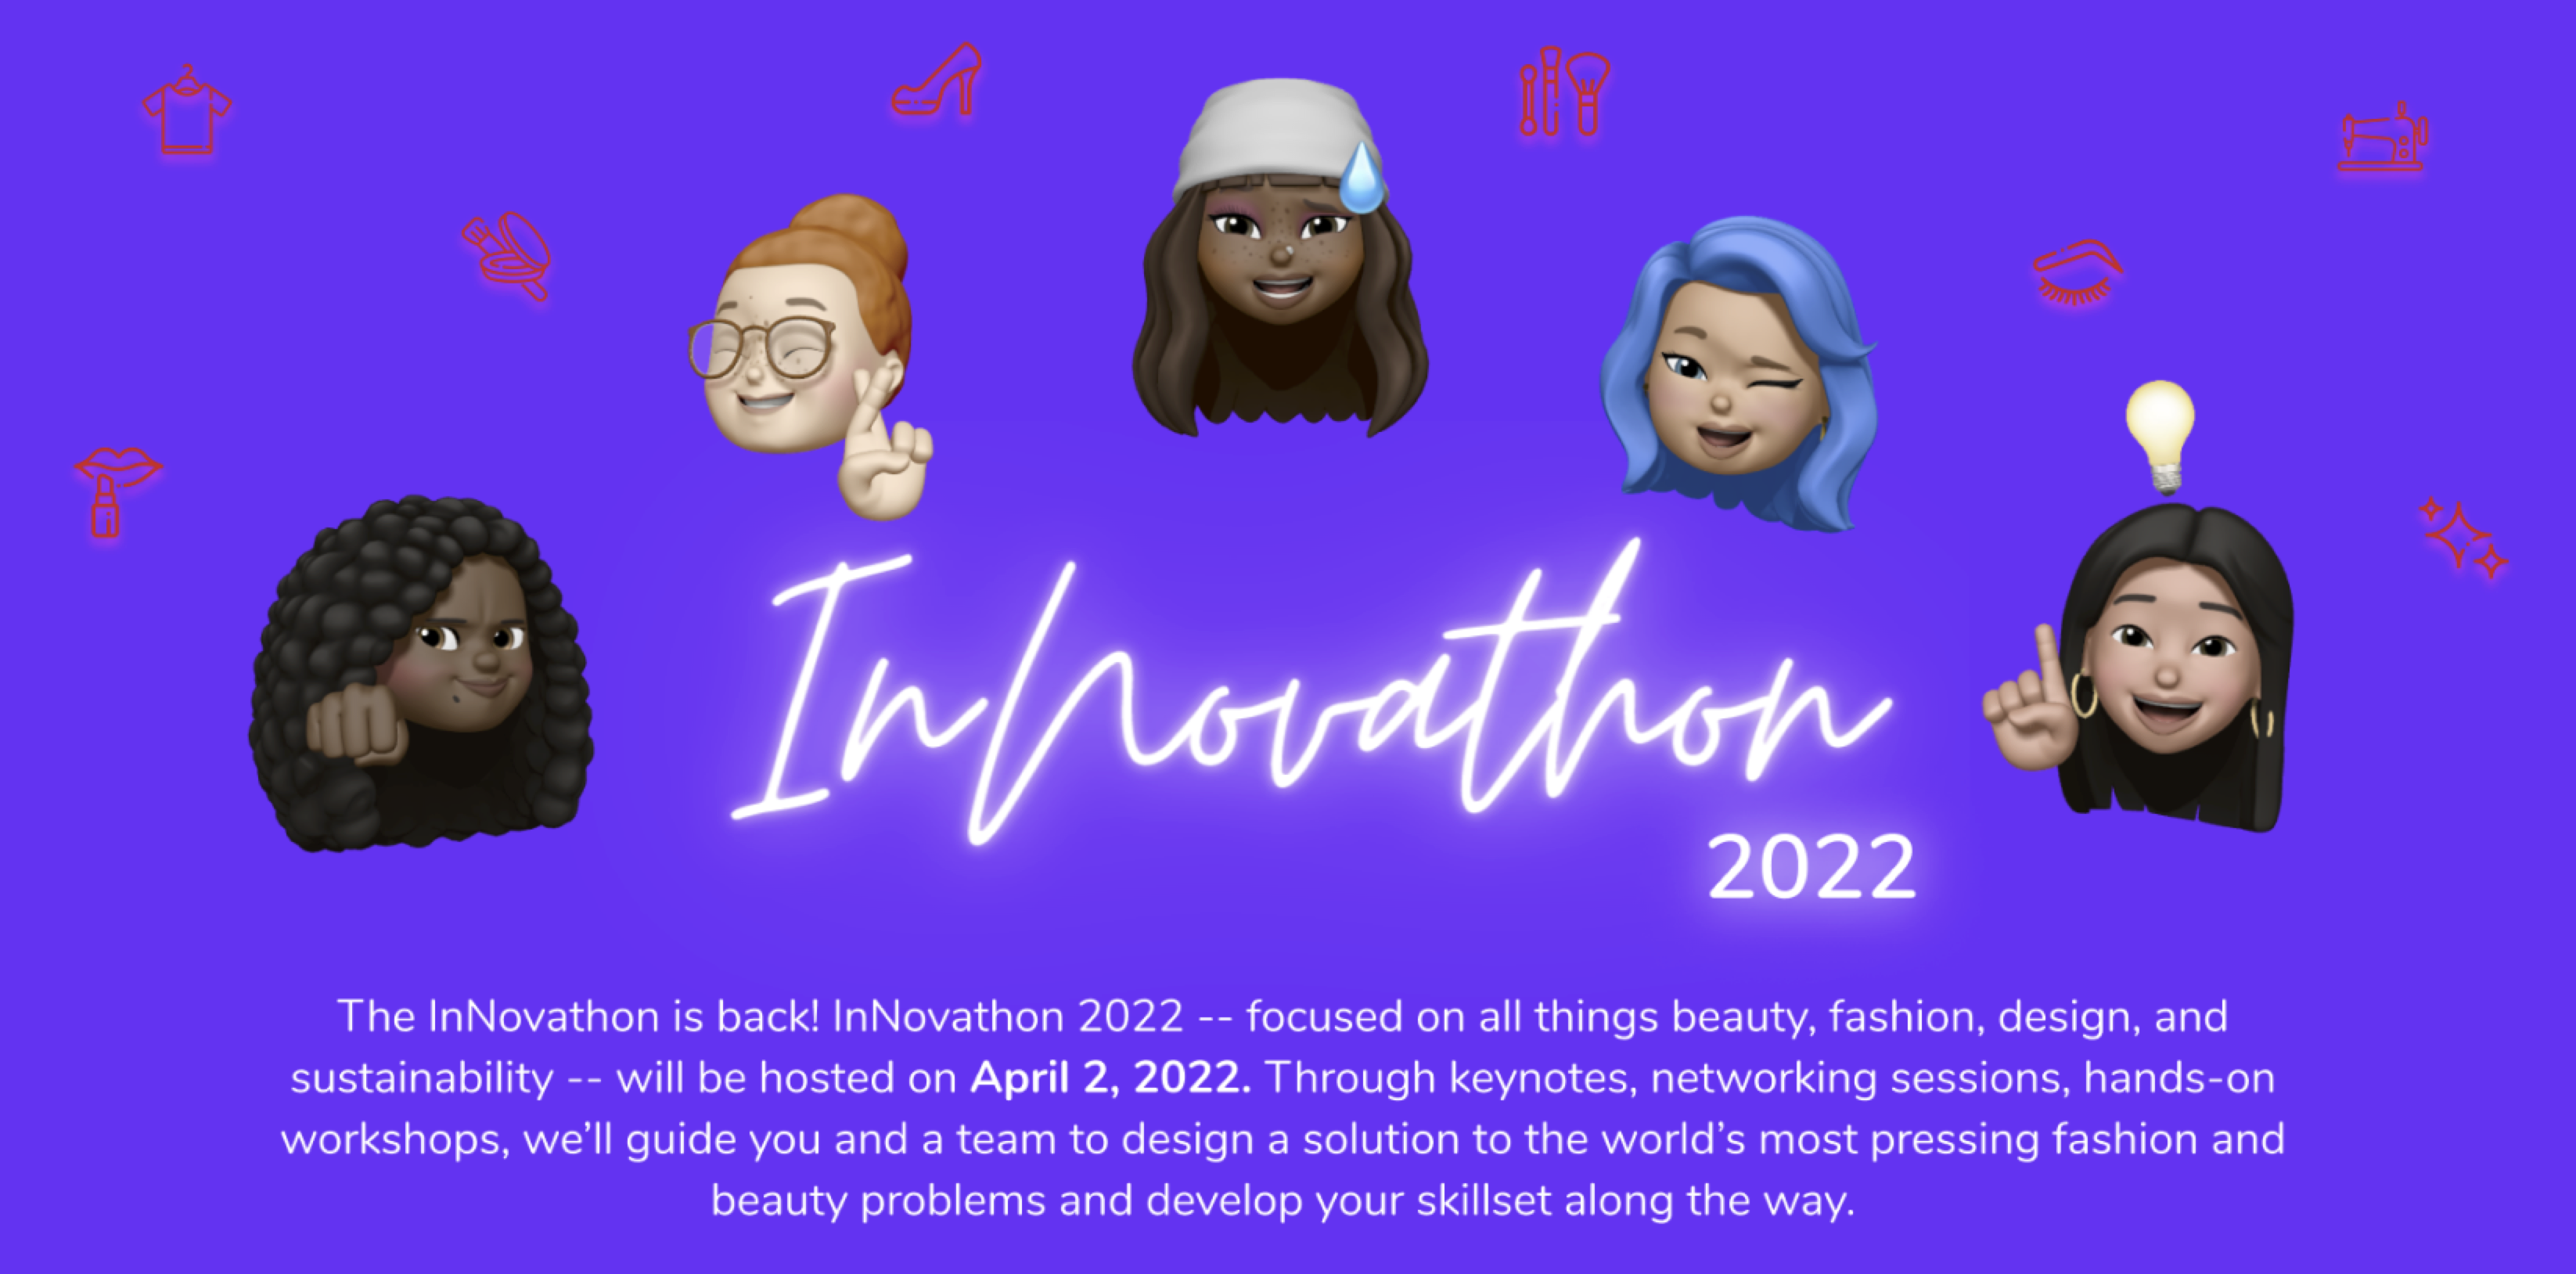 InNovathon
2022
The InNovathon is back! InNovathon 2022 -- focused on all things beauty, fashion, design, and
sustainability -- will be hosted on April 2, 2022. Through keynotes, networking sessions, hands-on
workshops, we’ll guide you and a team to design a solution to the world’s most pressing fashion and
beauty problems and develop your skillset along the way.